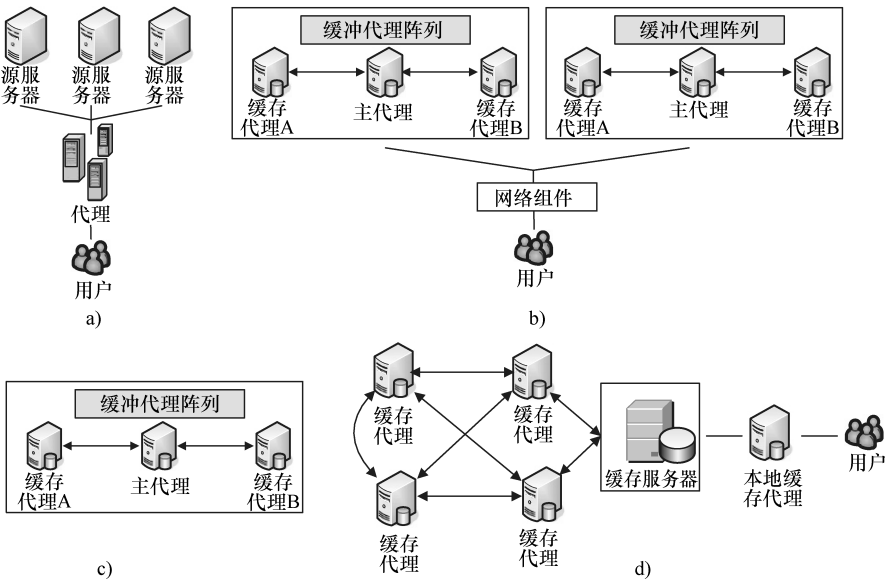 源服
务器
源服
务器
源服
务器
代理
用户
a)
缓冲代理阵列
缓存
代理A
主代理
缓存
代理B
缓冲代理阵列
缓存
代理A
主代理
缓存
代理B
网络组件
用户
b)
缓冲代理阵列
缓存
代理A
主代理
缓存
代理B
c)
缓存
代理
缓存
代理
缓存
代理
缓存
代理
缓存服务器
本地缓
存代理
用户
d)